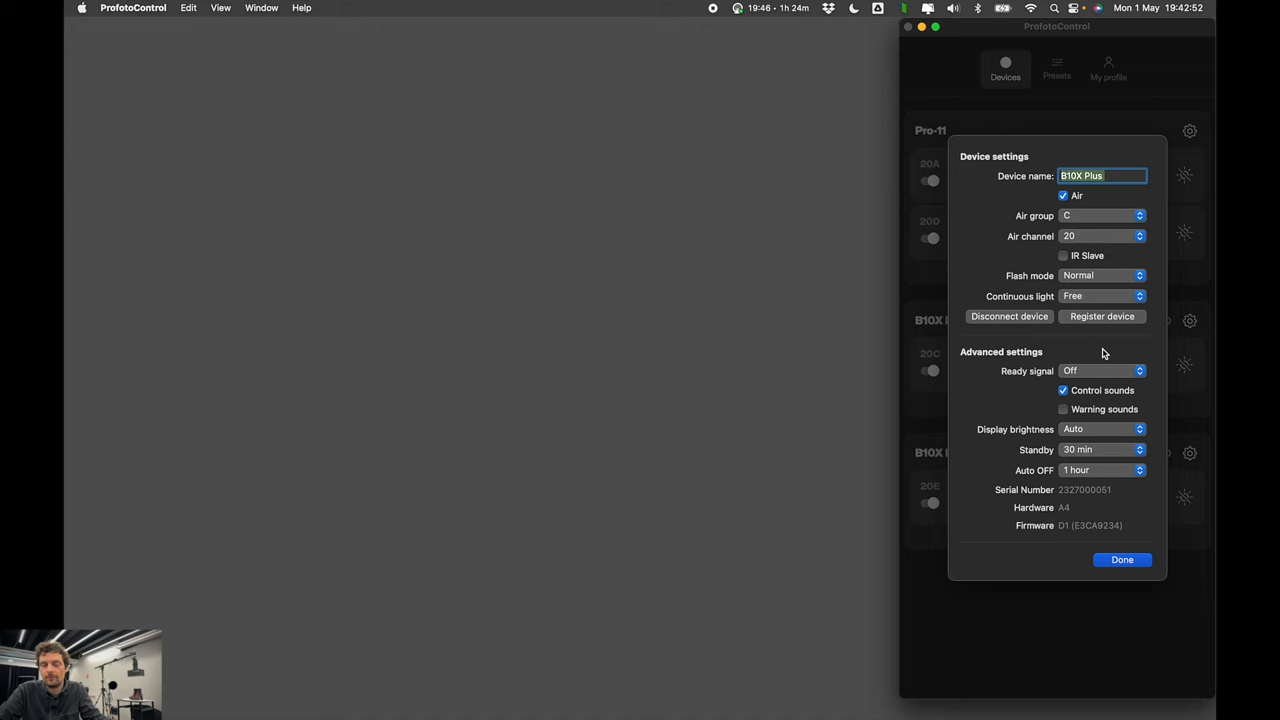 ProfotoControl Edit View Window Help 19:46 • 1h 24m Mon 1 May 19:42:52
ProfotoControl
Devices Presets My profile
Pro-11
20A
20D
B10X
20C
B10X
20E
Device settings
Device name: B10X Plus
Air
Air group C
Air channel 20
IR Slave
Flash mode Normal
Continuous light Free
Disconnect device Register device
Advanced settings
Ready signal Off
Control sounds
Warning sounds
Display brightness Auto
Standby 30 min
Auto OFF 1 hour
Serial Number 2327000051
Hardware A4
Firmware D1 (E3CA9234)
Done